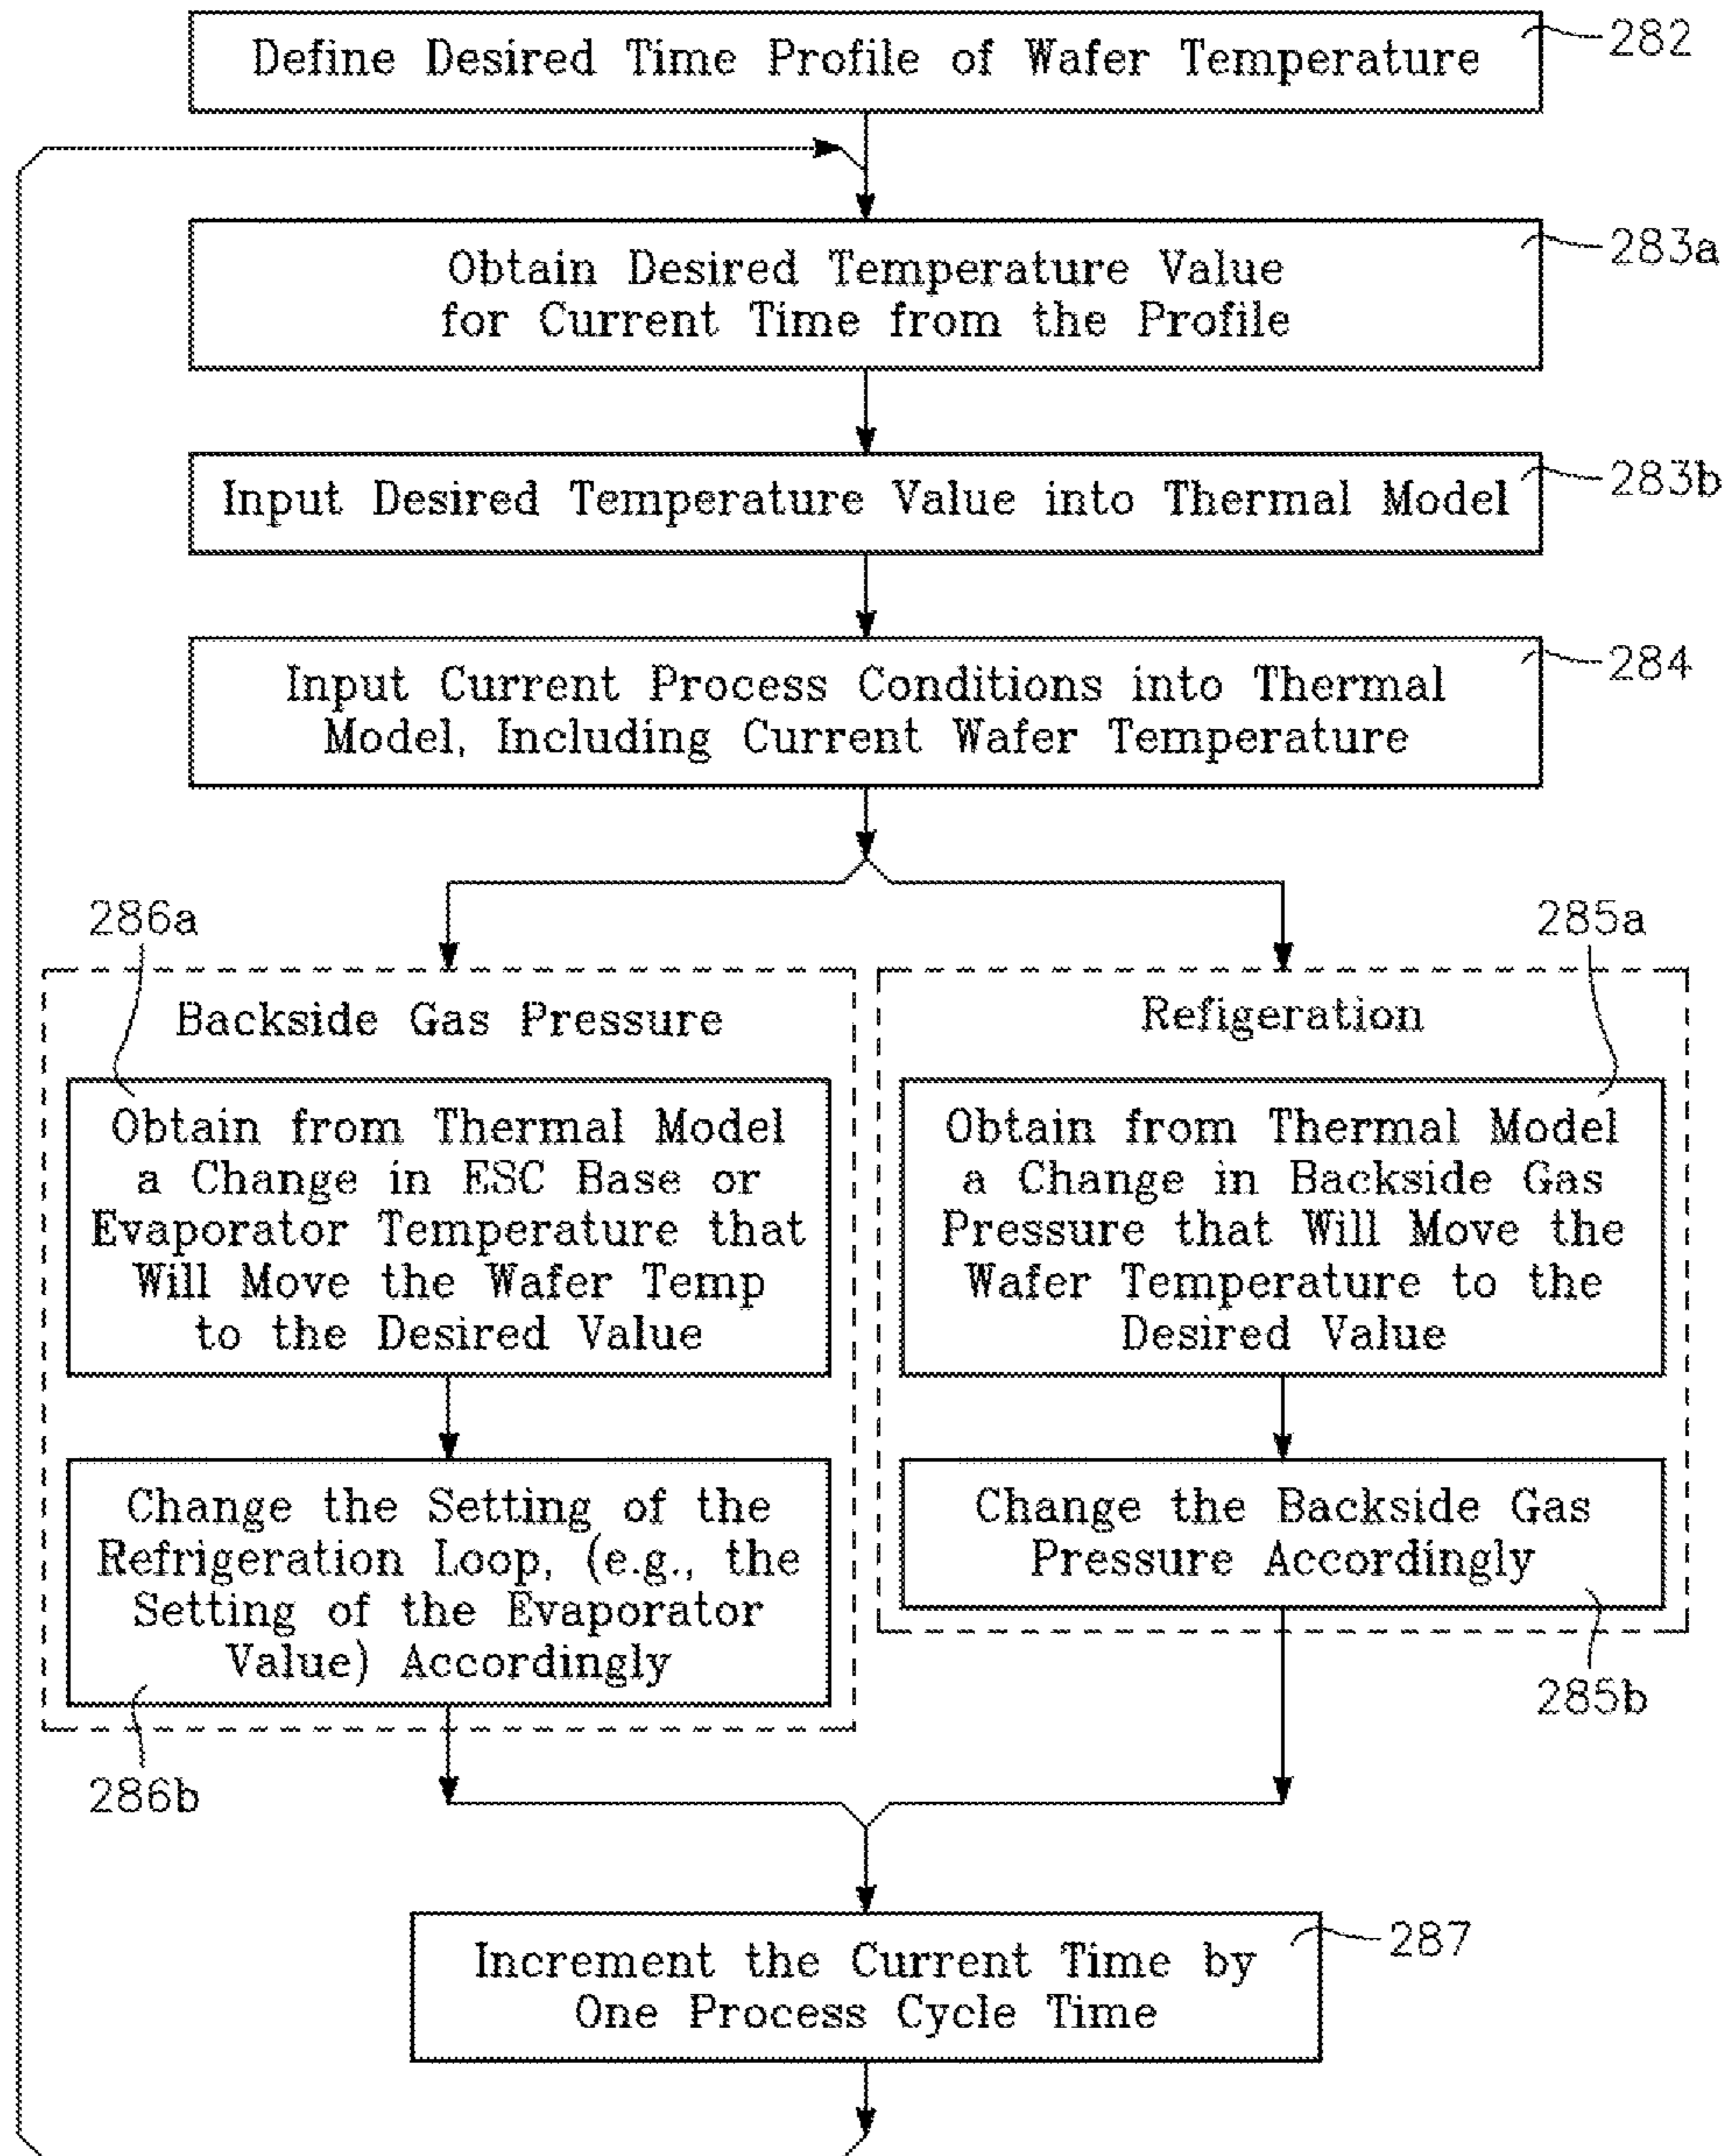 Define Desired Time Profile of Wafer Temperature
282
Obtain Desired Temperature Value
for Current Time from the Profile
283a
Input Desired Temperature Value into Thermal Model
283b
Input Current Process Conditions into Thermal
Model, Including Current Wafer Temperature
284
286a
Backside Gas Pressure
Obtain from Thermal Model
a Change in ESC Base or
Evaporator Temperature that
Will Move the Wafer Temp
to the Desired Value
Change the Setting of the
Refrigeration Loop, (e.g., the
Setting of the Evaporator
Value) Accordingly
286b
285a
Refigeration
Obtain from Thermal Model
a Change in Backside Gas
Pressure that Will Move the
Wafer Temperature to the
Desired Value
Change the Backside Gas
Pressure Accordingly
285b
Increment the Current Time by
One Process Cycle Time
287